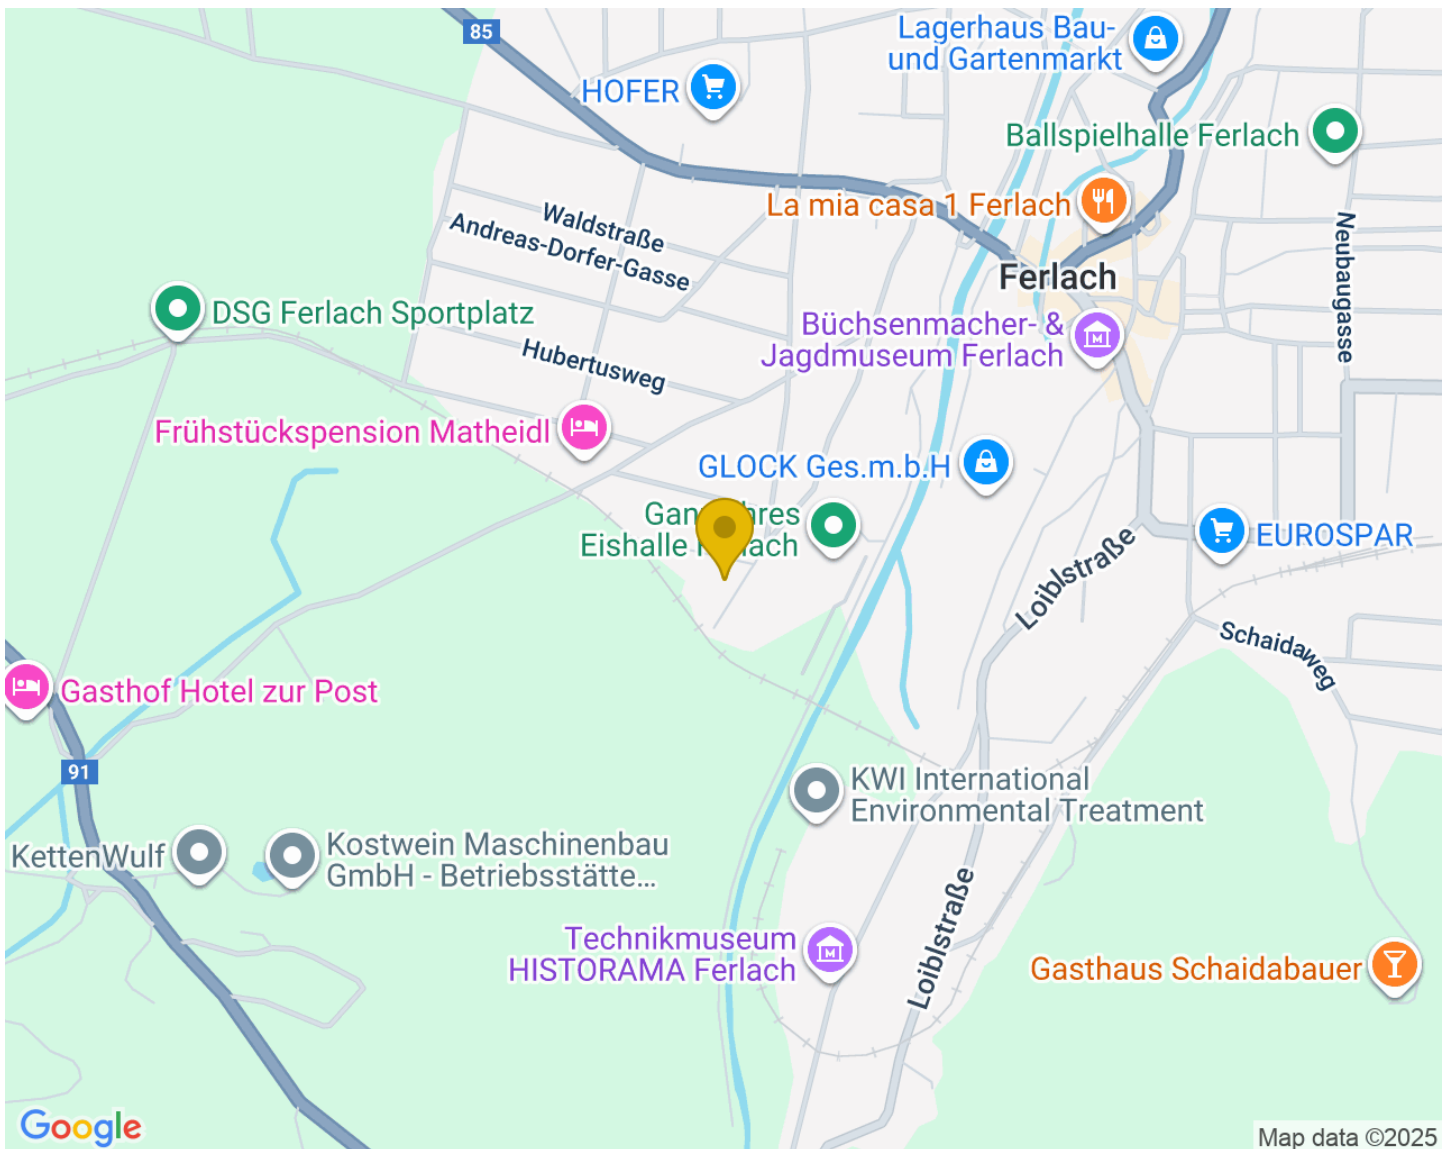 85
Lagerhaus Bau-
und Gartenmarkt
HOFER
Ballspielhalle Ferlach
La mia casa 1 Ferlach
Waldstraße
Andreas-Dorfer-Gasse
Neubaugasse
Ferlach
DSG Ferlach Sportplatz
Büchsenmacher- &
Jagdmuseum Ferlach
Hubertusweg
Frühstückspension Matheidl
GLOCK Ges.m.b.H
Eishalle
EUROSPAR
Loiblstraße
Schaidaweg
Gasthof Hotel zur Post
91
KWI International
Environmental Treatment
KettenWulf
Kostwein Maschinenbau
GmbH - Betriebsstätte...
Loiblstraße
Technikmuseum
HISTORAMA Ferlach
Gasthaus Schaidabauer
Google
Map data ©2025